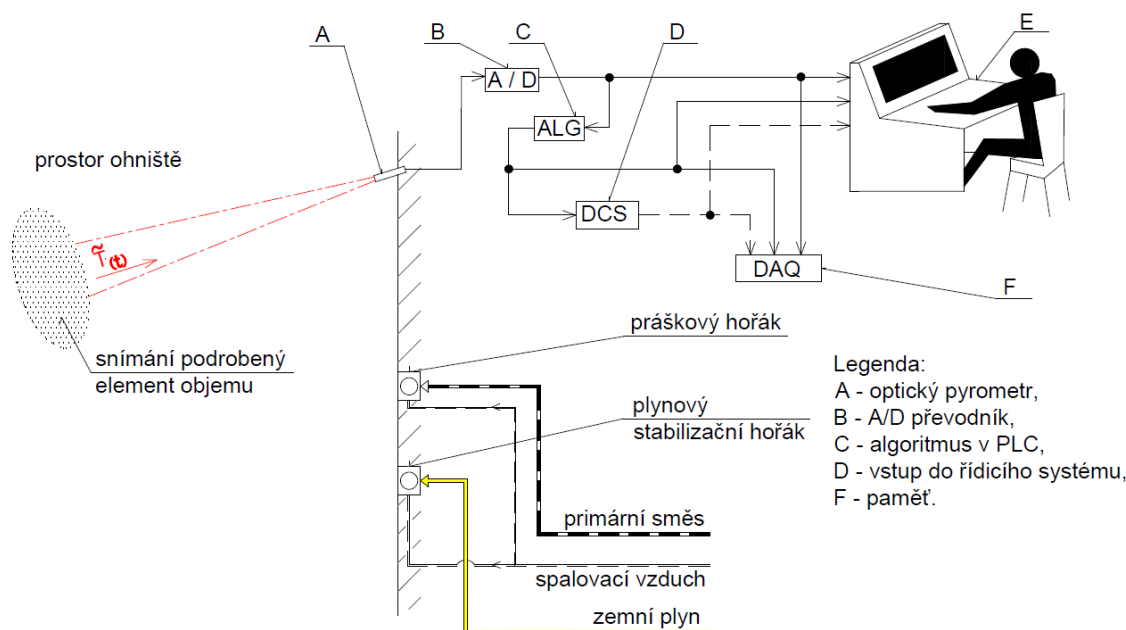 A
B
C
D
E
A / D
ALG
prostor ohniště
DCS
T̃(t)
DAQ
F
práškový hořák
snímání podrobený
element objemu
plynový
stabilizační hořák
Legenda:
A - optický pyrometr,
B - A/D převodník,
C - algoritmus v PLC,
D - vstup do řídicího systému,
F - paměť.
primární směs
spalovací vzduch
zemní plyn